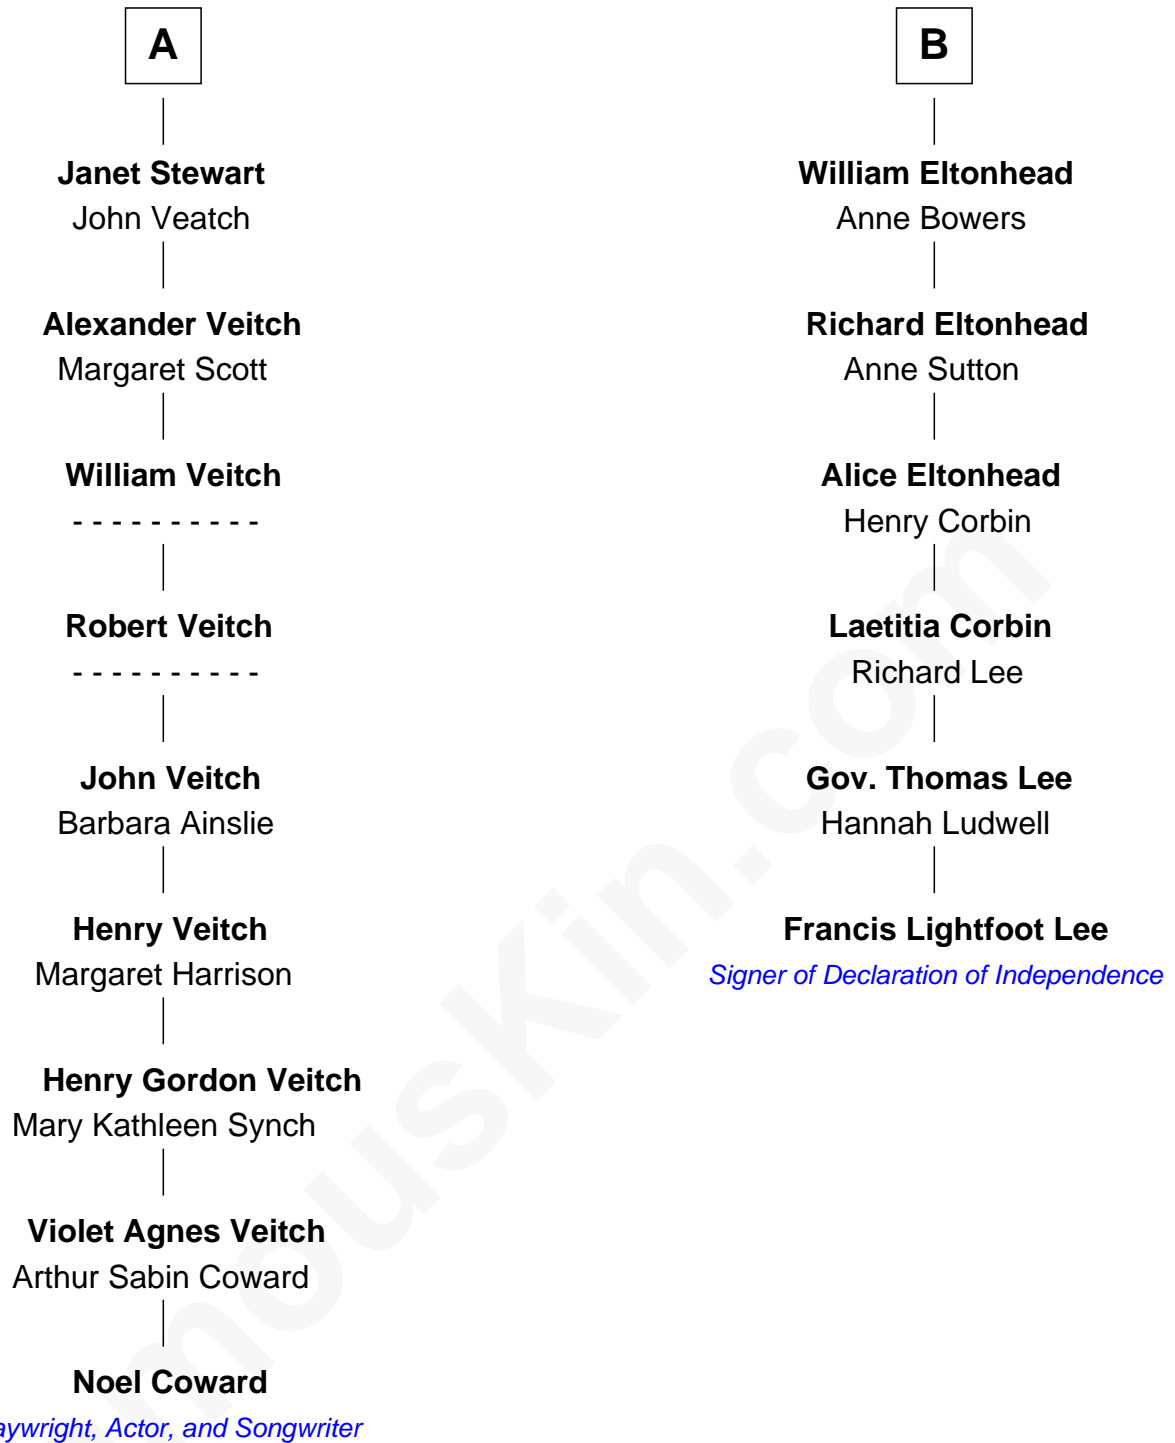 A
Janet Stewart
John Veatch
Alexander Veitch
Margaret Scott
William Veitch
- - - - - - - - - -
Robert Veitch
- - - - - - - - - -
John Veitch
Barbara Ainslie
Henry Veitch
Margaret Harrison
Henry Gordon Veitch
Mary Kathleen Synch
Violet Agnes Veitch
Arthur Sabin Coward
Noel Coward
aywright, Actor, and Songwriter
B
William Eltonhead
Anne Bowers
Richard Eltonhead
Anne Sutton
Alice Eltonhead
Henry Corbin
Laetitia Corbin
Richard Lee
Gov. Thomas Lee
Hannah Ludwell
Francis Lightfoot Lee
Signer of Declaration of Independence
mousKin.com